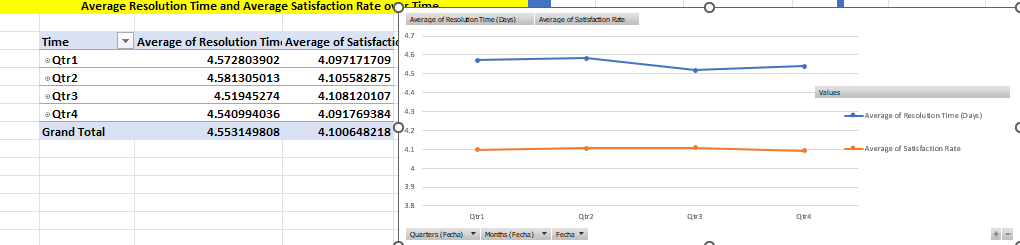 Average Resolution Time and Average Satisfaction Rate over Time
Time Average of Resolution Time Average of Satisfactio
Qtr1 4.572803902 4.097171709
Qtr2 4.581305013 4.105582875
Qtr3 4.51945274 4.108120107
Qtr4 4.540994036 4.091769384
Grand Total 4.553149808 4.100648218
Average of Resolution Time (Days) Average of Satisfaction Rate
4.7
4.6
4.5
4.4
4.3
4.2
4.1
4
3.9
3.8
Qtr1 Qtr2 Qtr3 Qtr4
Values
Average of Resolution Time (Days)
Average of Satisfaction Rate
Quarters (Fecha) Months (Fecha) Fecha